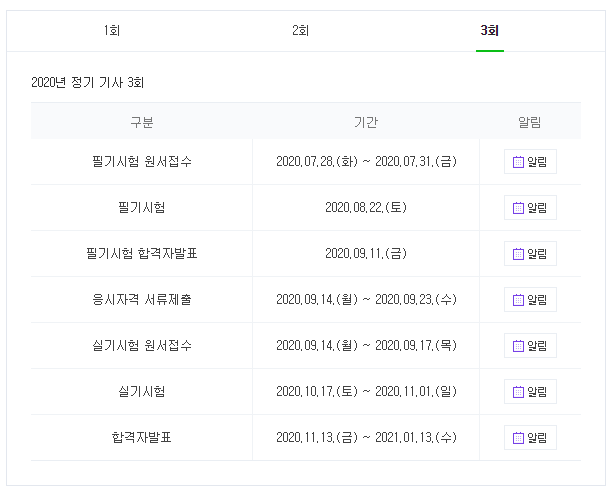 1회 2회 3회
2020년 정기 기사 3회
구분 기간 알림
필기시험 원서접수 2020.07.28.(화) ~ 2020.07.31.(금) 알림
필기시험 2020.08.22.(토) 알림
필기시험 합격자발표 2020.09.11.(금) 알림
응시자격 서류제출 2020.09.14.(월) ~ 2020.09.23.(수) 알림
실기시험 원서접수 2020.09.14.(월) ~ 2020.09.17.(목) 알림
실기시험 2020.10.17.(토) ~ 2020.11.01.(일) 알림
합격자발표 2020.11.13.(금) ~ 2021.01.13.(수) 알림